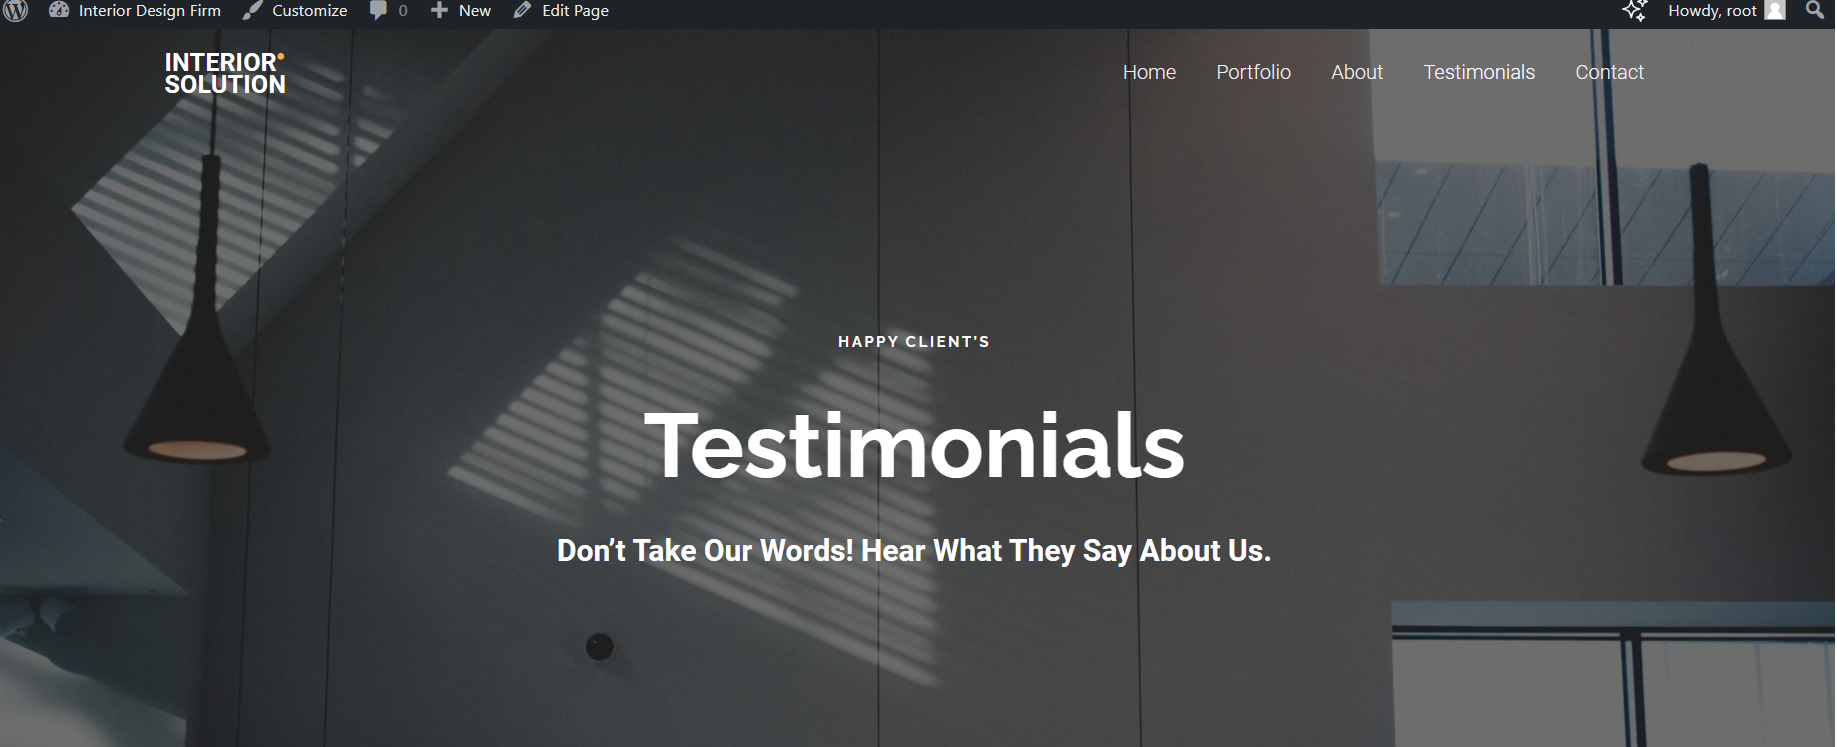 Interior Design Firm Customize 0 New Edit Page Howdy, root
INTERIOR
SOLUTION
Home Portfolio About Testimonials Contact
HAPPY CLIENT’S
Testimonials
Don’t Take Our Words! Hear What They Say About Us.